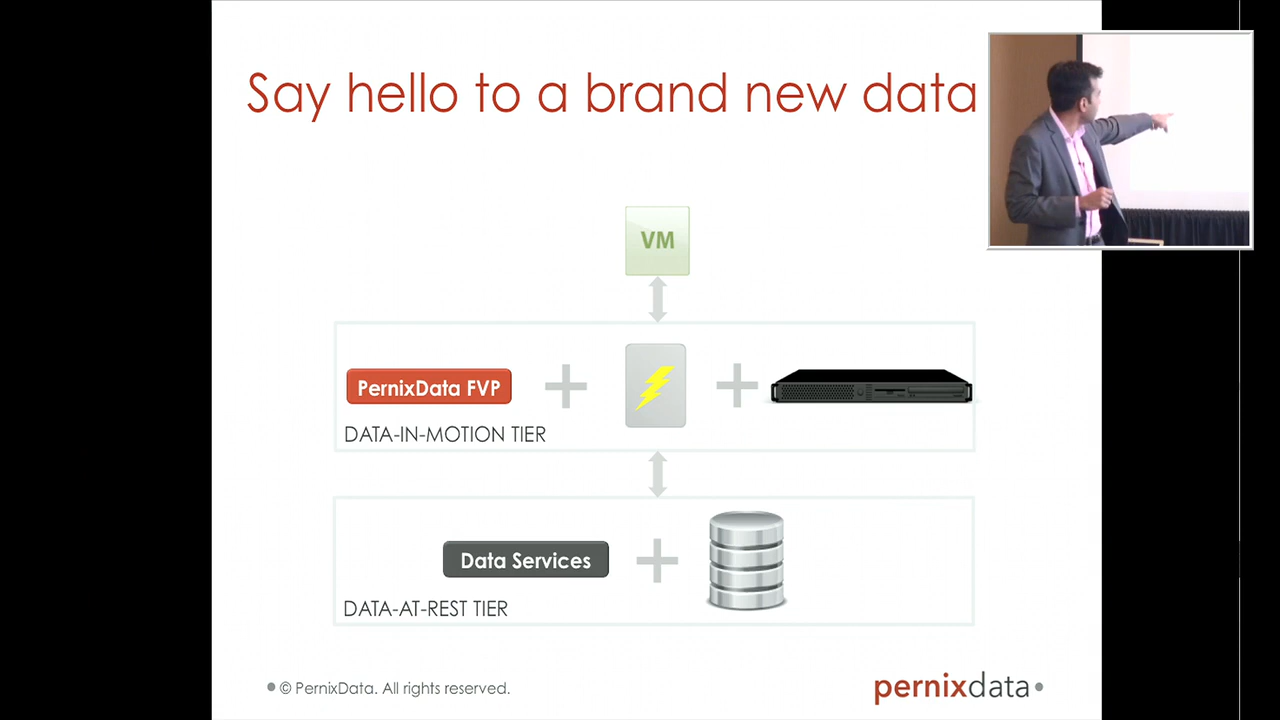 Say hello to a brand new data
VM
PernixData FVP
DATA-IN-MOTION TIER
Data Services
DATA-AT-REST TIER
© PernixData. All rights reserved.
pernixdata